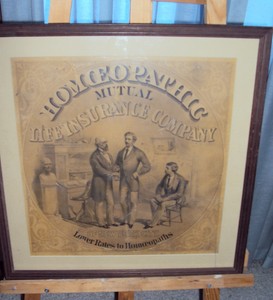 HOMŒOPATHIC
MUTUAL
LIFE INSURANCE COMPANY
Lower Rates to Homœopaths